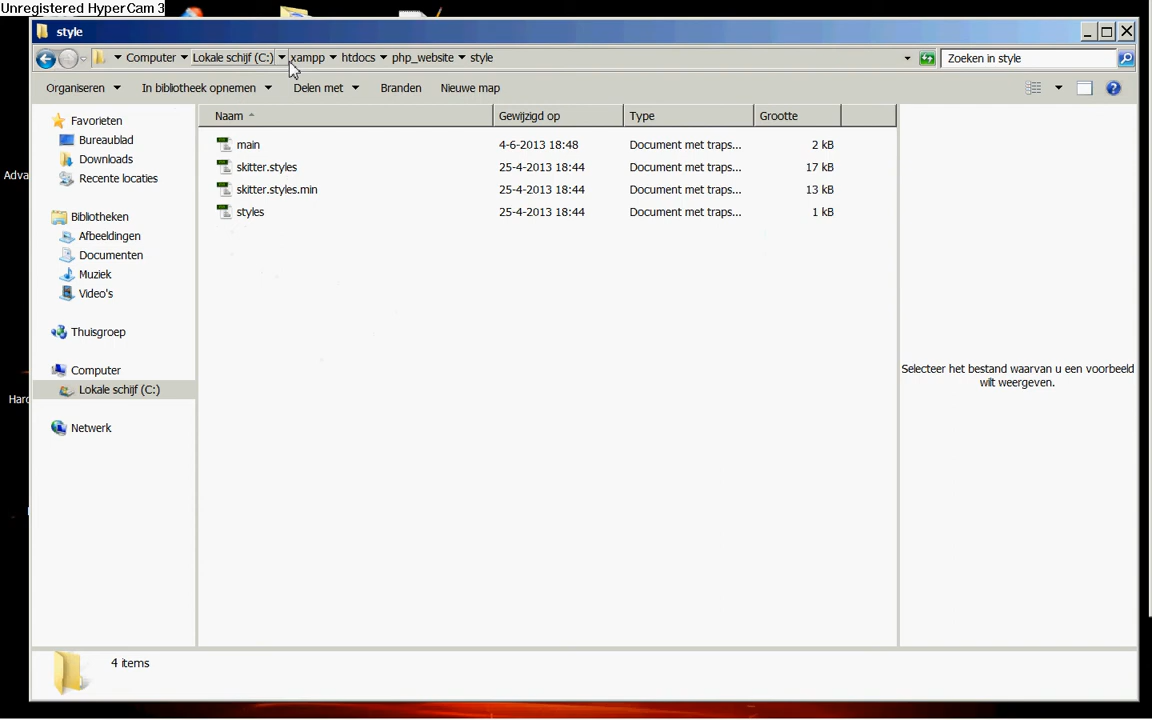 Unregistered HyperCam 3
style
Computer Lokale schijf (C:) xampp htdocs php_website style
Zoeken in style
Organiseren In bibliotheek opnemen Delen met Branden Nieuwe map
Naam Gewijzigd op Type Grootte
main 4-6-2013 18:48 Document met traps... 2 kB
skitter.styles 25-4-2013 18:44 Document met traps... 17 kB
skitter.styles.min 25-4-2013 18:44 Document met traps... 13 kB
styles 25-4-2013 18:44 Document met traps... 1 kB
Favorieten
Bureaublad
Downloads
Recente locaties
Bibliotheken
Afbeeldingen
Documenten
Muziek
Video's
Thuisgroep
Computer
Lokale schijf (C:)
Netwerk
Adva
Hard
Selecteer het bestand waarvan u een voorbeeld
wilt weergeven.
4 items